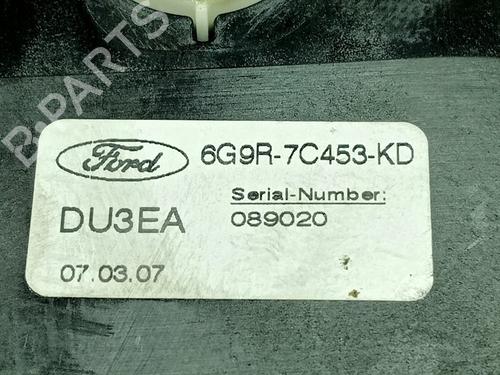 B-PARTS
Ford
6G9R-7C453-KD
Serial-Number:
DU3EA
089020
07.03.07